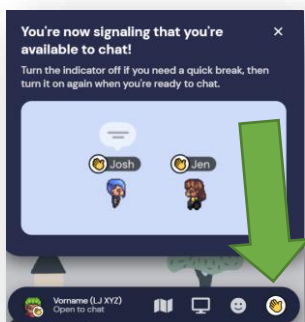 You're now signaling that you're
available to chat!
Turn the indicator off if you need a quick break, then
turn it on again when you're ready to chat.
Josh
Jen
Vorname (LJ XYZ)
Open to chat